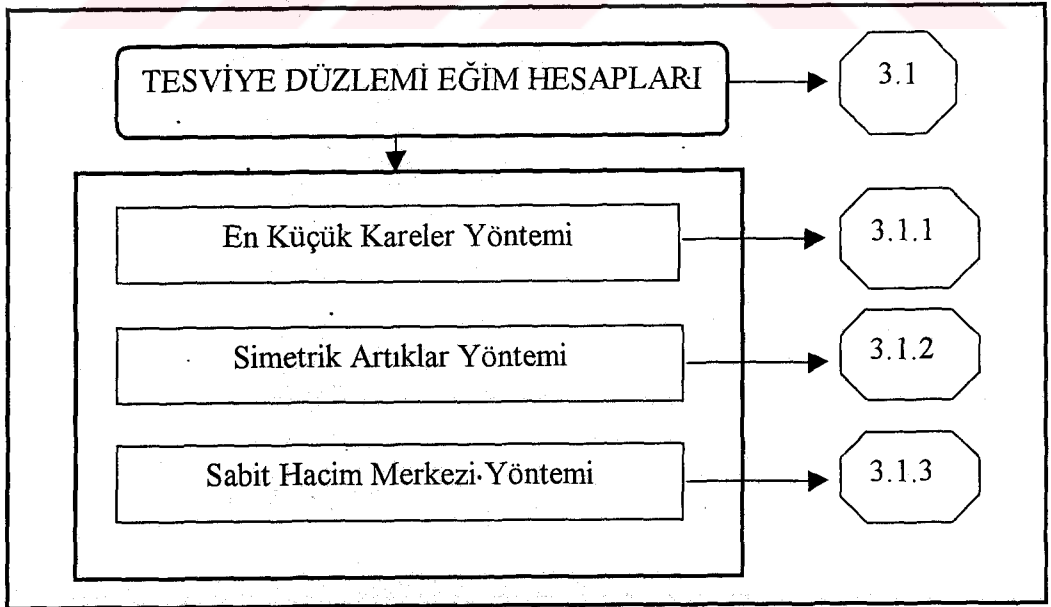 TESVİYE DÜZLEMİ EĞİM HESAPLARI
3.1
En Küçük Kareler Yöntemi
3.1.1
Simetrik Artıklar Yöntemi
3.1.2
Sabit Hacim Merkezi Yöntemi
3.1.3